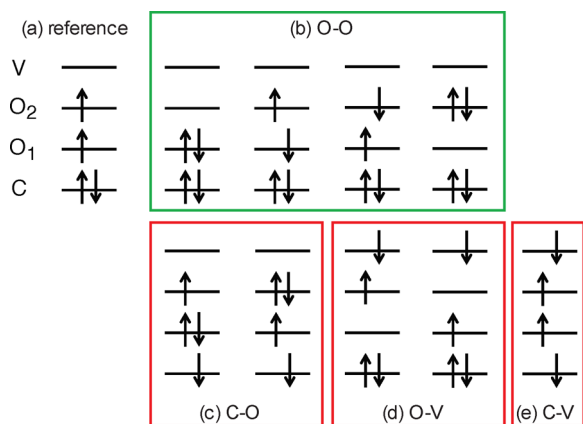 (a) reference
(b) O-O
V
O₂
O₁
C
(c) C-O
(d) O-V
(e) C-V